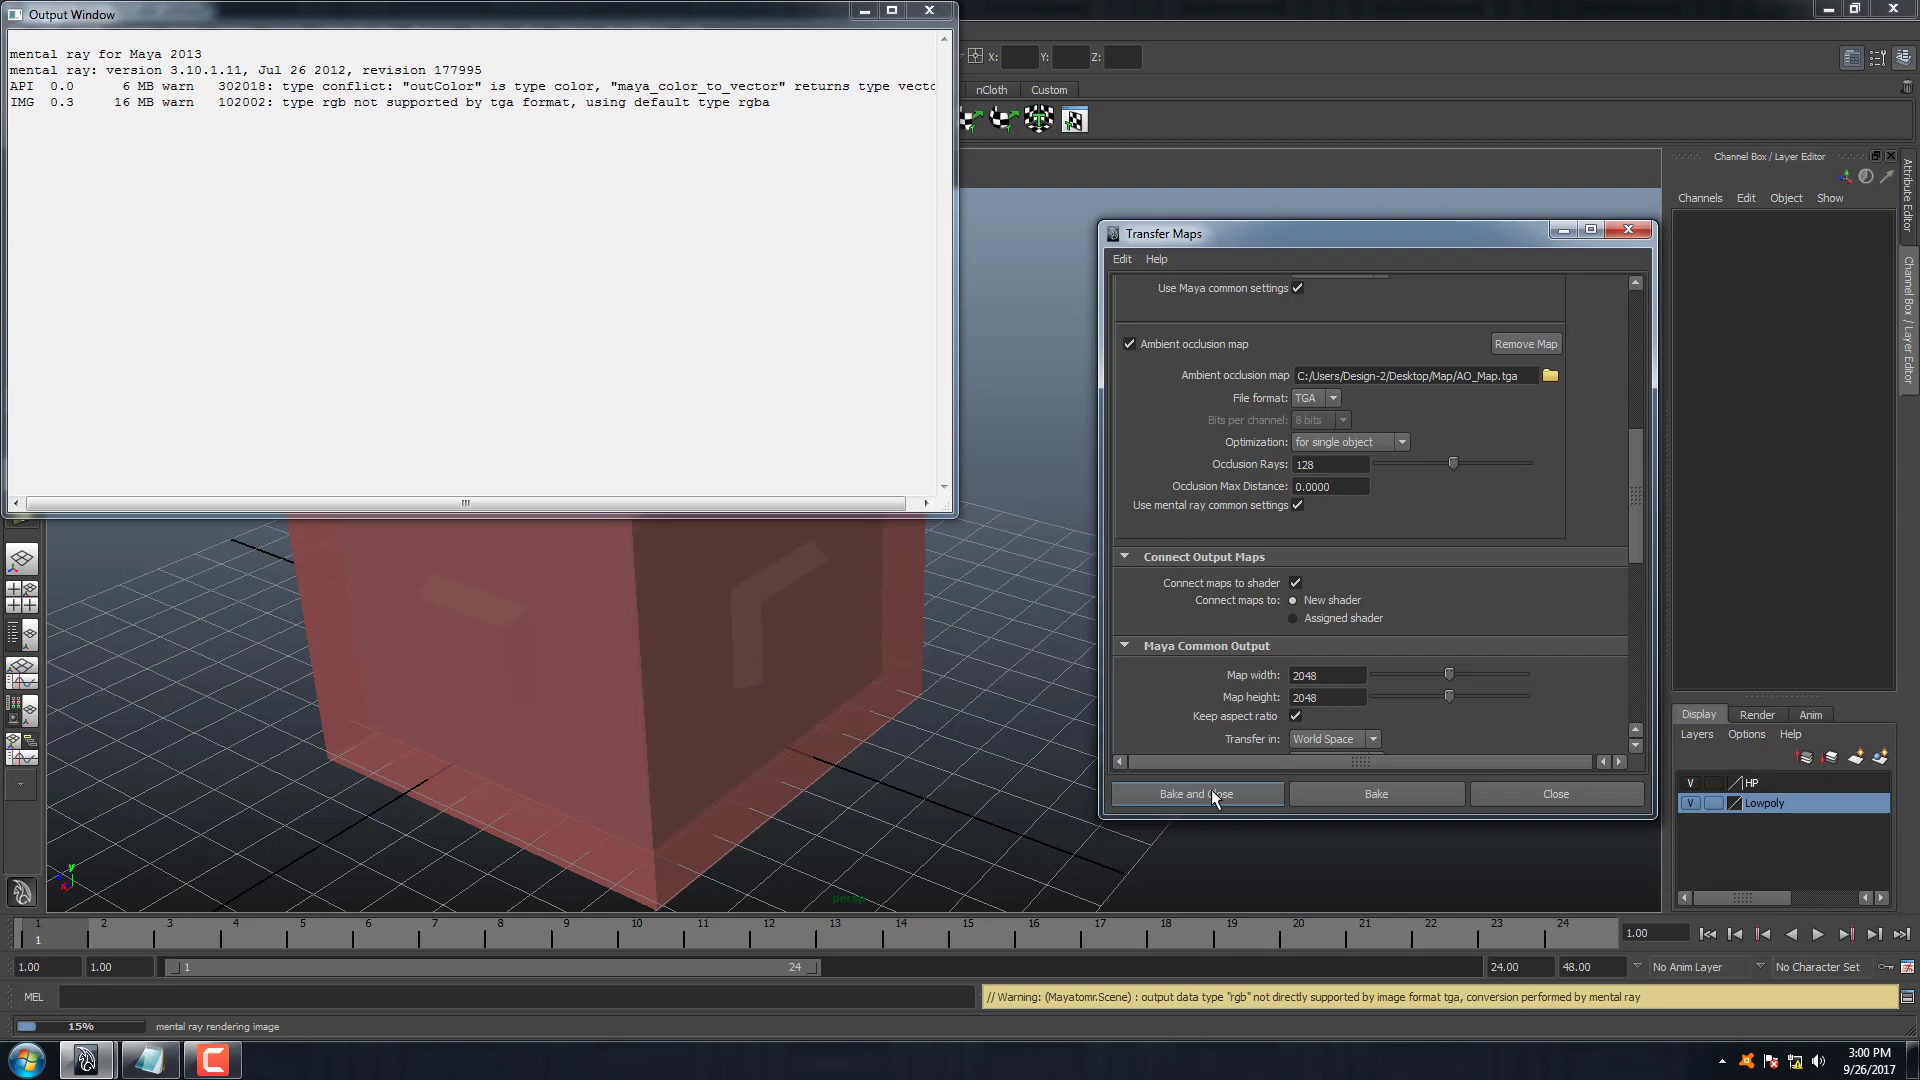 Output Window
mental ray for Maya 2013
mental ray: version 3.10.1.11, Jul 26 2012, revision 177995
API 0.0 6 MB warn 302018: type conflict: "outColor" is type color, "maya_color_to_vector" returns type vecto
IMG 0.3 16 MB warn 102002: type rgb not supported by tga format, using default type rgba
X: Y: Z:
nCloth Custom
Channel Box / Layer Editor
Channels Edit Object Show
Attribute Editor
Channel Box / Layer Editor
Transfer Maps
Edit Help
Use Maya common settings
Ambient occlusion map Remove Map
Ambient occlusion map C:/Users/Design-2/Desktop/Map/AO_Map.tga
File format: TGA
Bits per channel: 8 bits
Optimization: for single object
Occlusion Rays: 128
Occlusion Max Distance: 0.0000
Use mental ray common settings
Connect Output Maps
Connect maps to shader
Connect maps to: New shader
Assigned shader
Maya Common Output
Map width: 2048
Map height: 2048
Keep aspect ratio
Transfer in: World Space
Bake and Close Bake Close
Display Render Anim
Layers Options Help
V HP
V Lowpoly
y
x
persp
1 2 3 4 5 6 7 8 9 10 11 12 13 14 15 16 17 18 19 20 21 22 23 24
1 1.00
1.00 1.00 1 24 24.00 48.00 No Anim Layer No Character Set
MEL // Warning: (Mayatomr.Scene) : output data type "rgb" not directly supported by image format tga, conversion performed by mental ray
15% mental ray rendering image
3:00 PM
9/26/2017